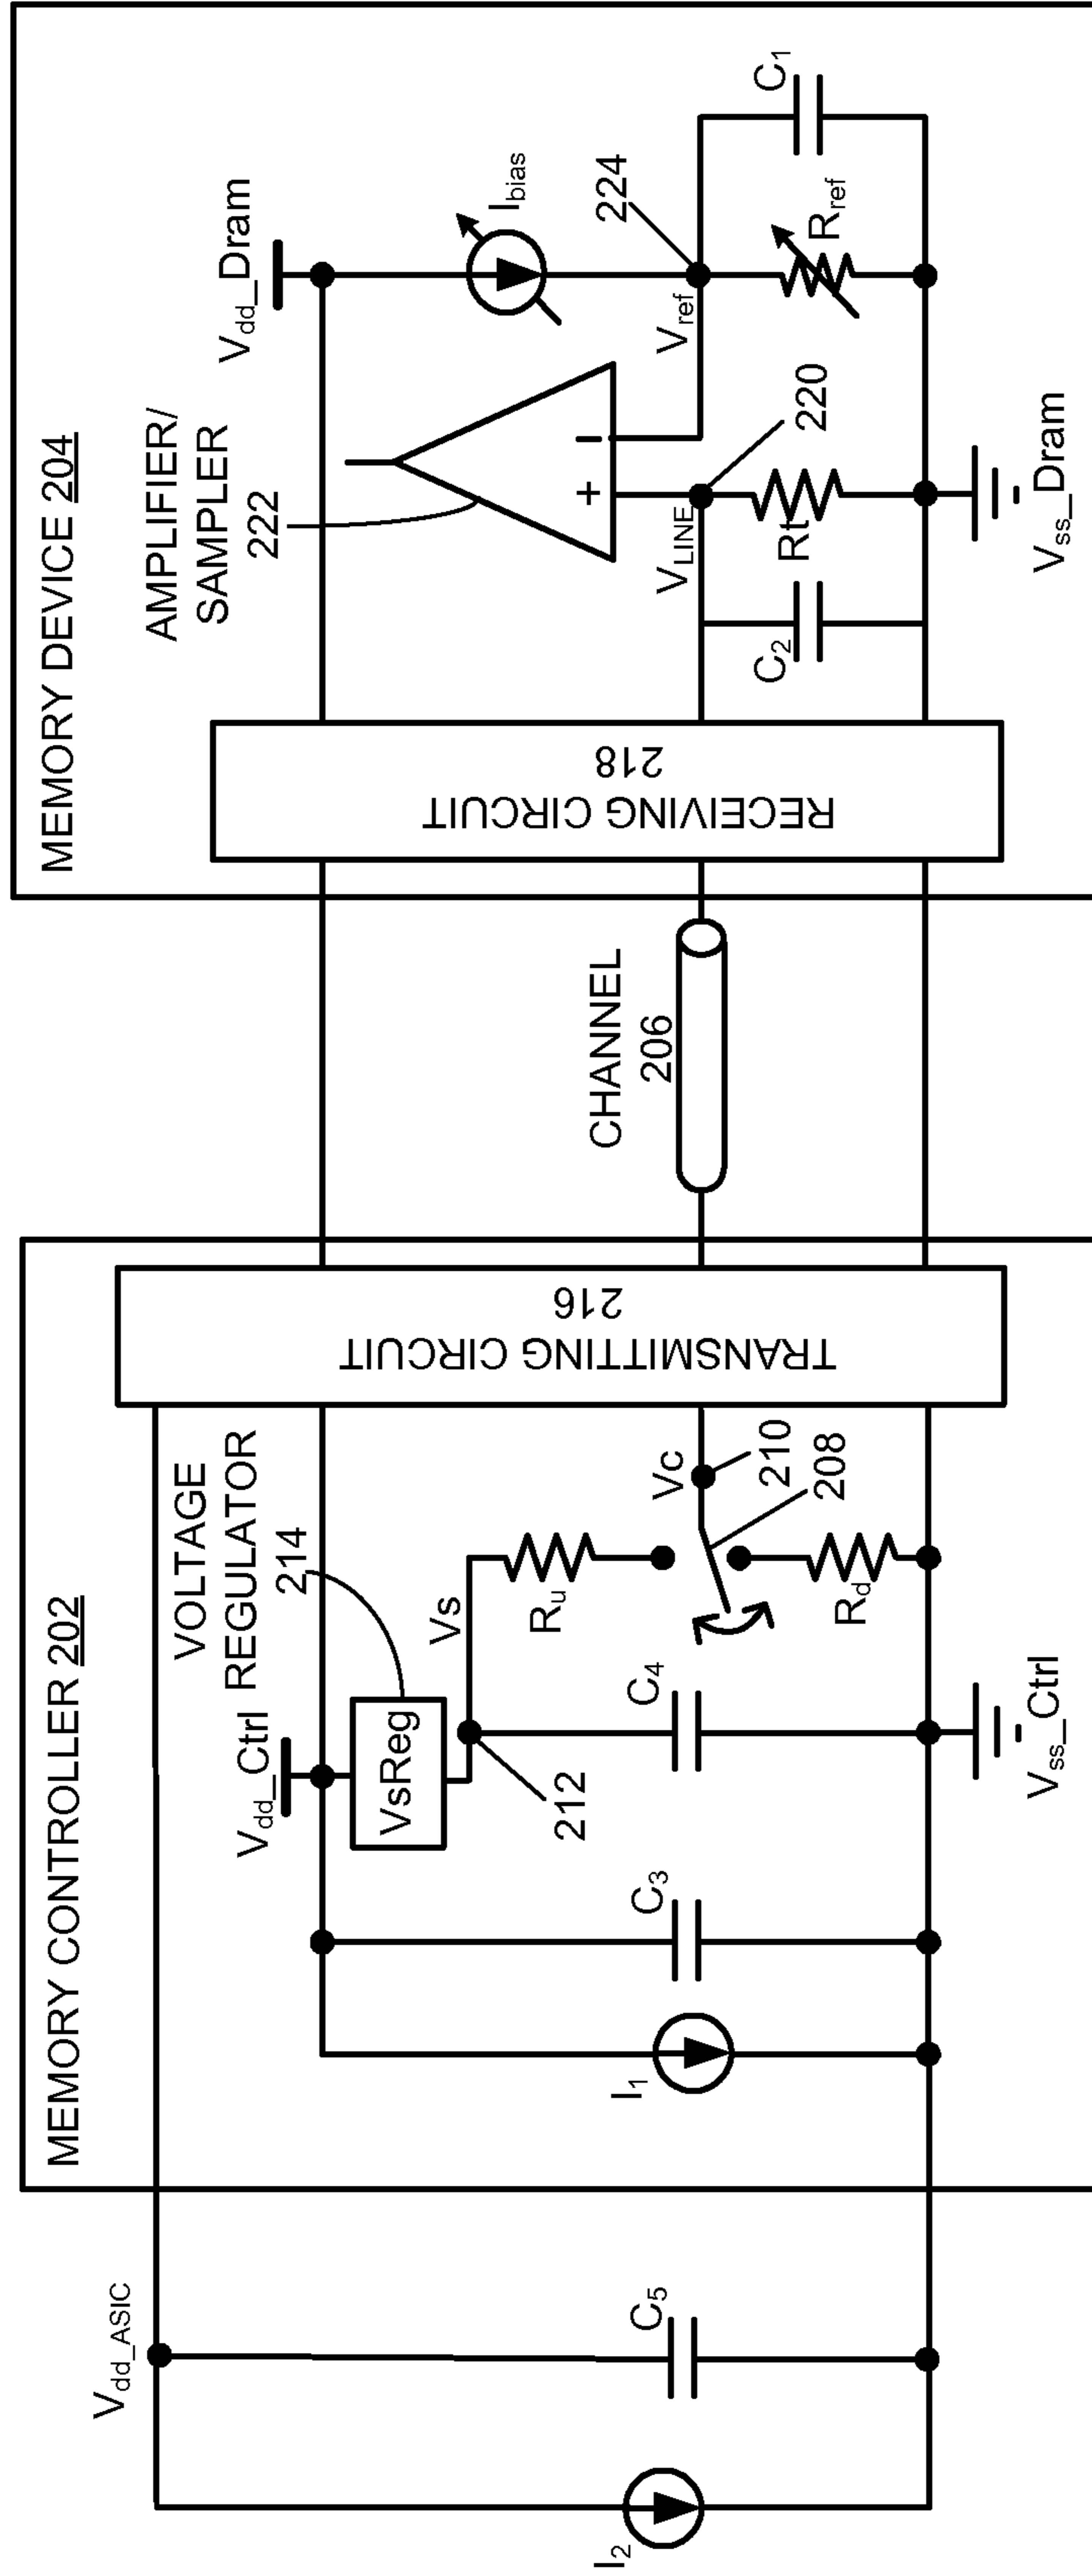 MEMORY CONTROLLER 202
MEMORY DEVICE 204
Vdd_ASIC
I2
C5
Vdd_Ctrl
VOLTAGE
REGULATOR
214
VsReg
Vs
212
I1
C3
C4
Ru
Rd
Vc
210
208
Vss_Ctrl
TRANSMITTING CIRCUIT
216
CHANNEL
206
RECEIVING CIRCUIT
218
AMPLIFIER/
SAMPLER
222
Vdd_Dram
Ibias
+
-
VLINE
Vref
224
220
C2
Rt
Rref
C1
Vss_Dram